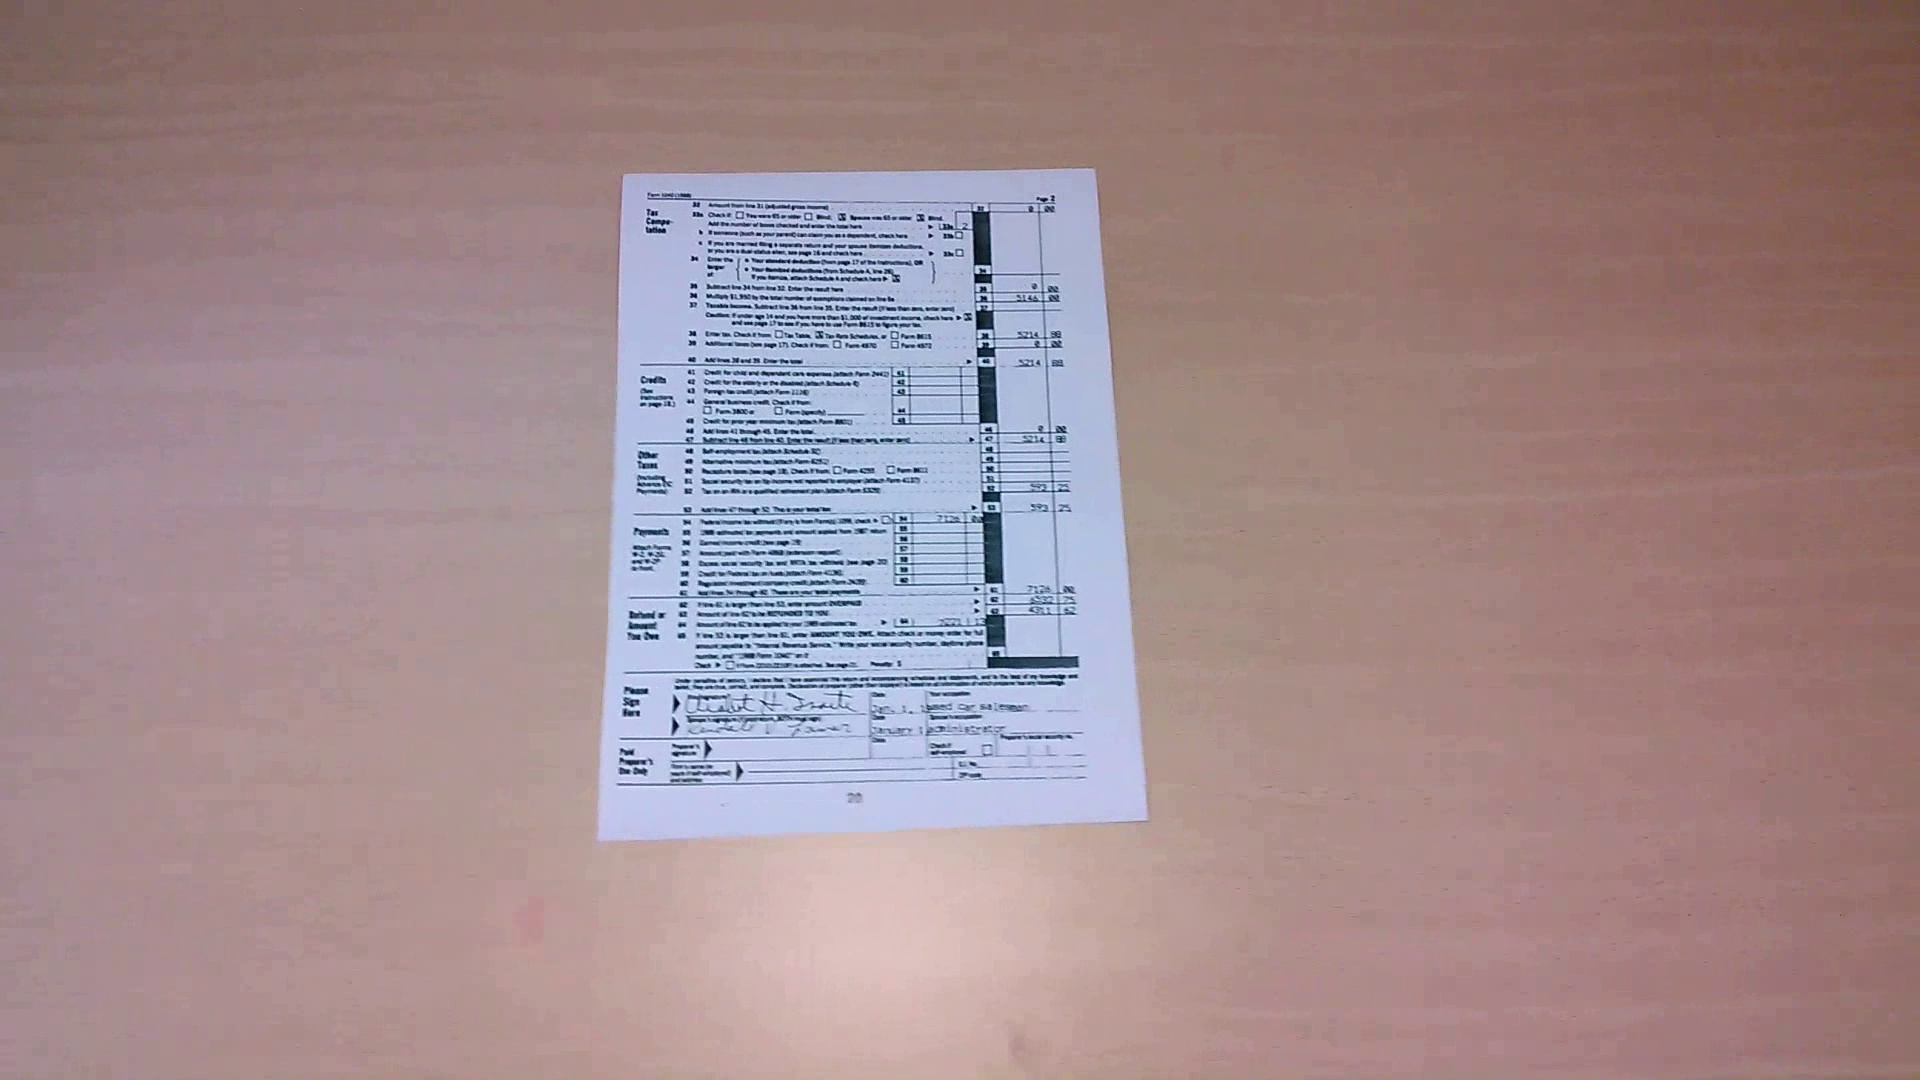 Form 1040 (1988) Page 2
Tax Computation
32 Amount from line 31 (adjusted gross income) 32 0 00
33a Check if: You were 65 or older Blind; Spouse was 65 or older Blind.
Add the number of boxes checked and enter the total here 33a 2
b If someone (such as your parent) can claim you as a dependent, check here 33b
c If you are married filing a separate return and your spouse itemizes deductions,
or you are a dual-status alien, see page 16 and check here 33c
34 Enter the larger of: Your standard deduction (from page 17 of the Instructions), OR
Your itemized deductions (from Schedule A, line 26).
If you itemize, attach Schedule A and check here 34
35 Subtract line 34 from line 32. Enter the result here 35 0 00
36 Multiply $1,950 by the total number of exemptions claimed on line 6e 36 5146 00
37 Taxable income. Subtract line 36 from line 35. Enter the result (if less than zero, enter zero) 37
Caution: If under age 14 and you have more than $1,000 of investment income, check here
and see page 17 to see if you have to use Form 8615 to figure your tax.
38 Enter tax. Check if from: Tax Table, Tax Rate Schedules, or Form 8615 38 5214 88
39 Additional taxes (see page 17). Check if from: Form 4970 Form 4972 39 0 00
40 Add lines 38 and 39. Enter the total 40 5214 88
Credits
(See Instructions on page 18.)
41 Credit for child and dependent care expenses (attach Form 2441) 41
42 Credit for the elderly or the disabled (attach Schedule R) 42
43 Foreign tax credit (attach Form 1116) 43
44 General business credit. Check if from:
Form 3800 or Form (specify) 44
45 Credit for prior year minimum tax (attach Form 8801) 45
46 Add lines 41 through 45. Enter the total 46 0 00
47 Subtract line 46 from line 40. Enter the result (if less than zero, enter zero) 47 5214 88
Other Taxes
(Including Advance EIC Payments)
48 Self-employment tax (attach Schedule SE) 48
49 Alternative minimum tax (attach Form 6251) 49
50 Recapture taxes (see page 18). Check if from: Form 4255 Form 8611 50
51 Social security tax on tip income not reported to employer (attach Form 4137) 51
52 Tax on an IRA or a qualified retirement plan (attach Form 5329) 52 593 25
53 Add lines 47 through 52. This is your total tax 53 593 25
Payments
Attach Forms W-2, W-2G, and W-2P to front.
54 Federal income tax withheld (if any is from Form(s) 1099, check 54 7126 00
55 1988 estimated tax payments and amount applied from 1987 return 55
56 Earned income credit (see page 19) 56
57 Amount paid with Form 4868 (extension request) 57
58 Excess social security tax and RRTA tax withheld (see page 20) 58
59 Credit for Federal tax on fuels (attach Form 4136) 59
60 Regulated investment company credit (attach Form 2439) 60
61 Add lines 54 through 60. These are your total payments 61 7126 00
Refund or Amount You Owe
62 If line 61 is larger than line 53, enter amount OVERPAID 62 6532 75
63 Amount of line 62 to be REFUNDED TO YOU 63 4311 62
64 Amount of line 62 to be applied to your 1989 estimated tax 64 2221 13
65 If line 53 is larger than line 61, enter AMOUNT YOU OWE. Attach check or money order for full
amount payable to "Internal Revenue Service." Write your social security number, daytime phone
number, and "1988 Form 1040" on it 65
Check if Form 2210 (2210F) is attached. See page 21. Penalty: $
Please Sign Here
Under penalties of perjury, I declare that I have examined this return and accompanying schedules and statements, and to the best of my knowledge and
belief, they are true, correct, and complete. Declaration of preparer (other than taxpayer) is based on all information of which preparer has any knowledge.
Your signature Date Your occupation
Jan. 1, 1 used car salesman
Spouse's signature (if joint return, BOTH must sign) Date Spouse's occupation
January 1 administrator
Paid Preparer's Use Only
Preparer's signature Date Check if self-employed Preparer's social security no.
Firm's name (or yours if self-employed) and address E.I. No.
ZIP code
20